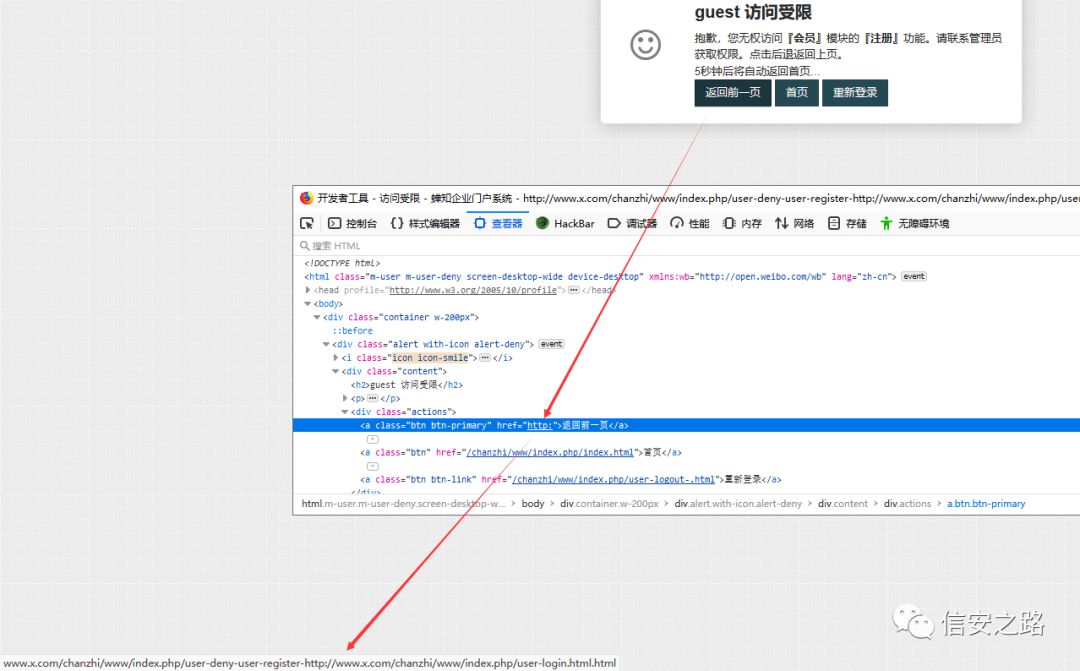 guest 访问受限
抱歉，您无权访问『会员』模块的『注册』功能。请联系管理员
获取权限。点击后退返回上页。
5秒钟后将自动返回首页...
返回前一页 首页 重新登录
开发者工具 - 访问受限 - 蝉知企业门户系统 - http://www.x.com/chanzhi/www/index.php/user-deny-user-register-http://www.x.com/chanzhi/www/index.php/user
控制台 {} 样式编辑器 查看器 HackBar 调试器 性能 内存 网络 存储 无障碍环境
搜索 HTML
<!DOCTYPE html>
<html class="m-user m-user-deny screen-desktop-wide device-desktop" xmlns:wb="http://open.weibo.com/wb" lang="zh-cn"> event
<head profile="http://www.w3.org/2005/10/profile">…</head>
<body>
<div class="container w-200px">
::before
<div class="alert with-icon alert-deny"> event
<i class="icon icon-smile">…</i>
<div class="content">
<h2>guest 访问受限</h2>
<p>…</p>
<div class="actions">
<a class="btn btn-primary" href="http:">返回前一页</a>
<a class="btn" href="/chanzhi/www/index.php/index.html">首页</a>
<a class="btn btn-link" href="/chanzhi/www/index.php/user-logout-.html">重新登录</a>
</div>
html.m-user.m-user-deny.screen-desktop-w… > body > div.container.w-200px > div.alert.with-icon.alert-deny > div.content > div.actions > a.btn.btn-primary
信安之路
www.x.com/chanzhi/www/index.php/user-deny-user-register-http://www.x.com/chanzhi/www/index.php/user-login.html.html